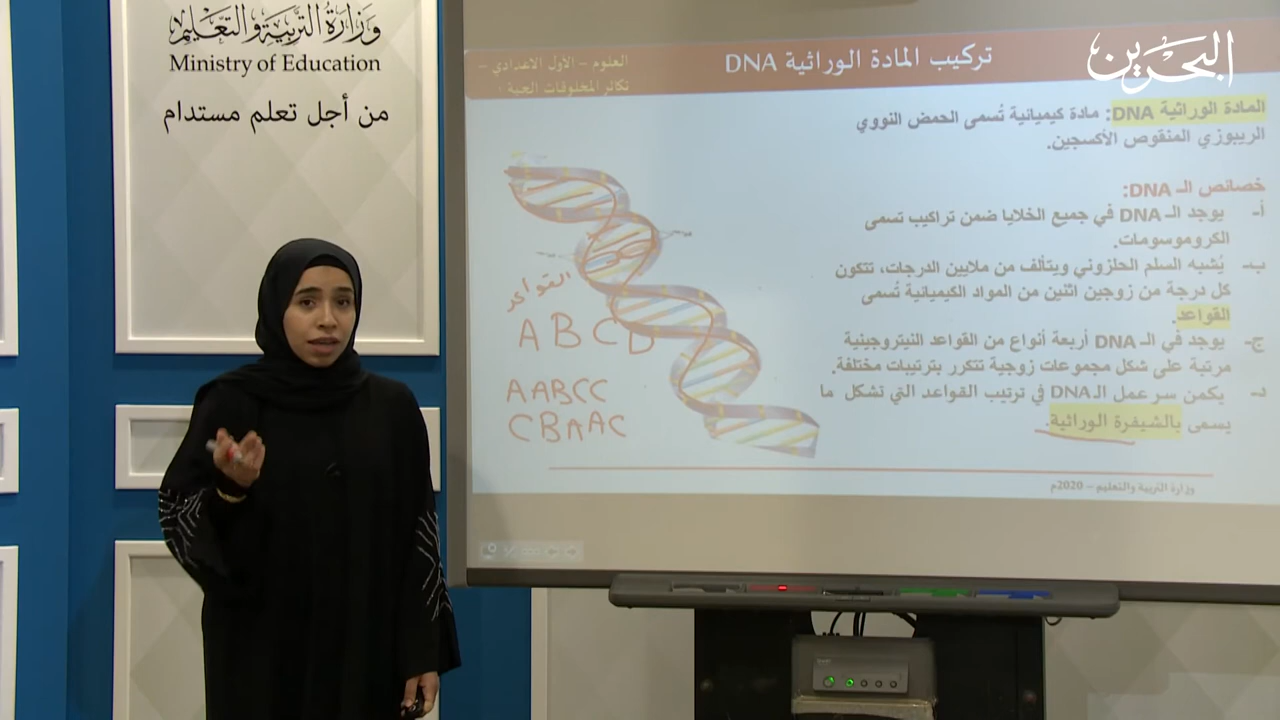 وزارة التربية والتعليم
Ministry of Education
من أجل تعلم مستدام
البحرين
تركيب المادة الوراثية DNA
العلوم – الأول الاعدادي –
تكاثر المخلوقات الحية
المادة الوراثية DNA: مادة كيميائية تُسمى الحمض النووي
الريبوزي المنقوص الأكسجين.
خصائص الـ DNA:
أ- يوجد الـ DNA في جميع الخلايا ضمن تراكيب تسمى
الكروموسومات.
ب- يُشبه السلم الحلزوني ويتألف من ملايين الدرجات، تتكون
كل درجة من زوجين اثنين من المواد الكيميائية تُسمى
القواعد.
ج- يوجد في الـ DNA أربعة أنواع من القواعد النيتروجينية
مرتبة على شكل مجموعات زوجية تتكرر بترتيبات مختلفة.
د- يكمن سر عمل الـDNA في ترتيب القواعد التي تشكل ما
يسمى بالشيفرة الوراثية.
القواعد
A B C D
A A B C C
C B A A C
وزارة التربية والتعليم – 2020م